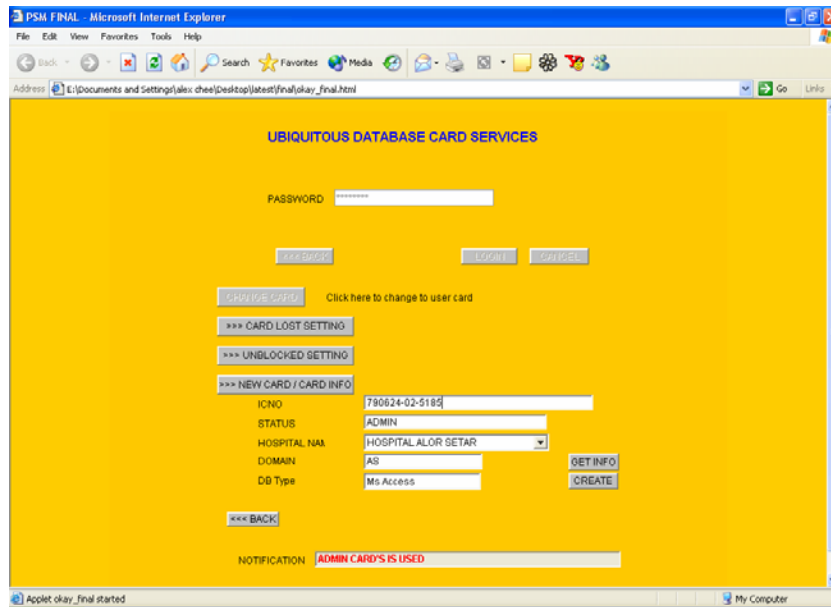 PSM FINAL - Microsoft Internet Explorer
File Edit View Favorites Tools Help
Back Search Favorites Media
Address E:\Documents and Settings\alex chee\Desktop\latest\final\okay_final.html Go Links
UBIQUITOUS DATABASE CARD SERVICES
PASSWORD ********
<<< BACK LOGIN CANCEL
CHANGE CARD Click here to change to user card
>>> CARD LOST SETTING
>>> UNBLOCKED SETTING
>>> NEW CARD / CARD INFO
ICNO 790624-02-5185
STATUS ADMIN
HOSPITAL NAM HOSPITAL ALOR SETAR
DOMAIN AS GET INFO
DB Type Ms Access CREATE
<<< BACK
NOTIFICATION ADMIN CARD'S IS USED
Applet okay_final started My Computer